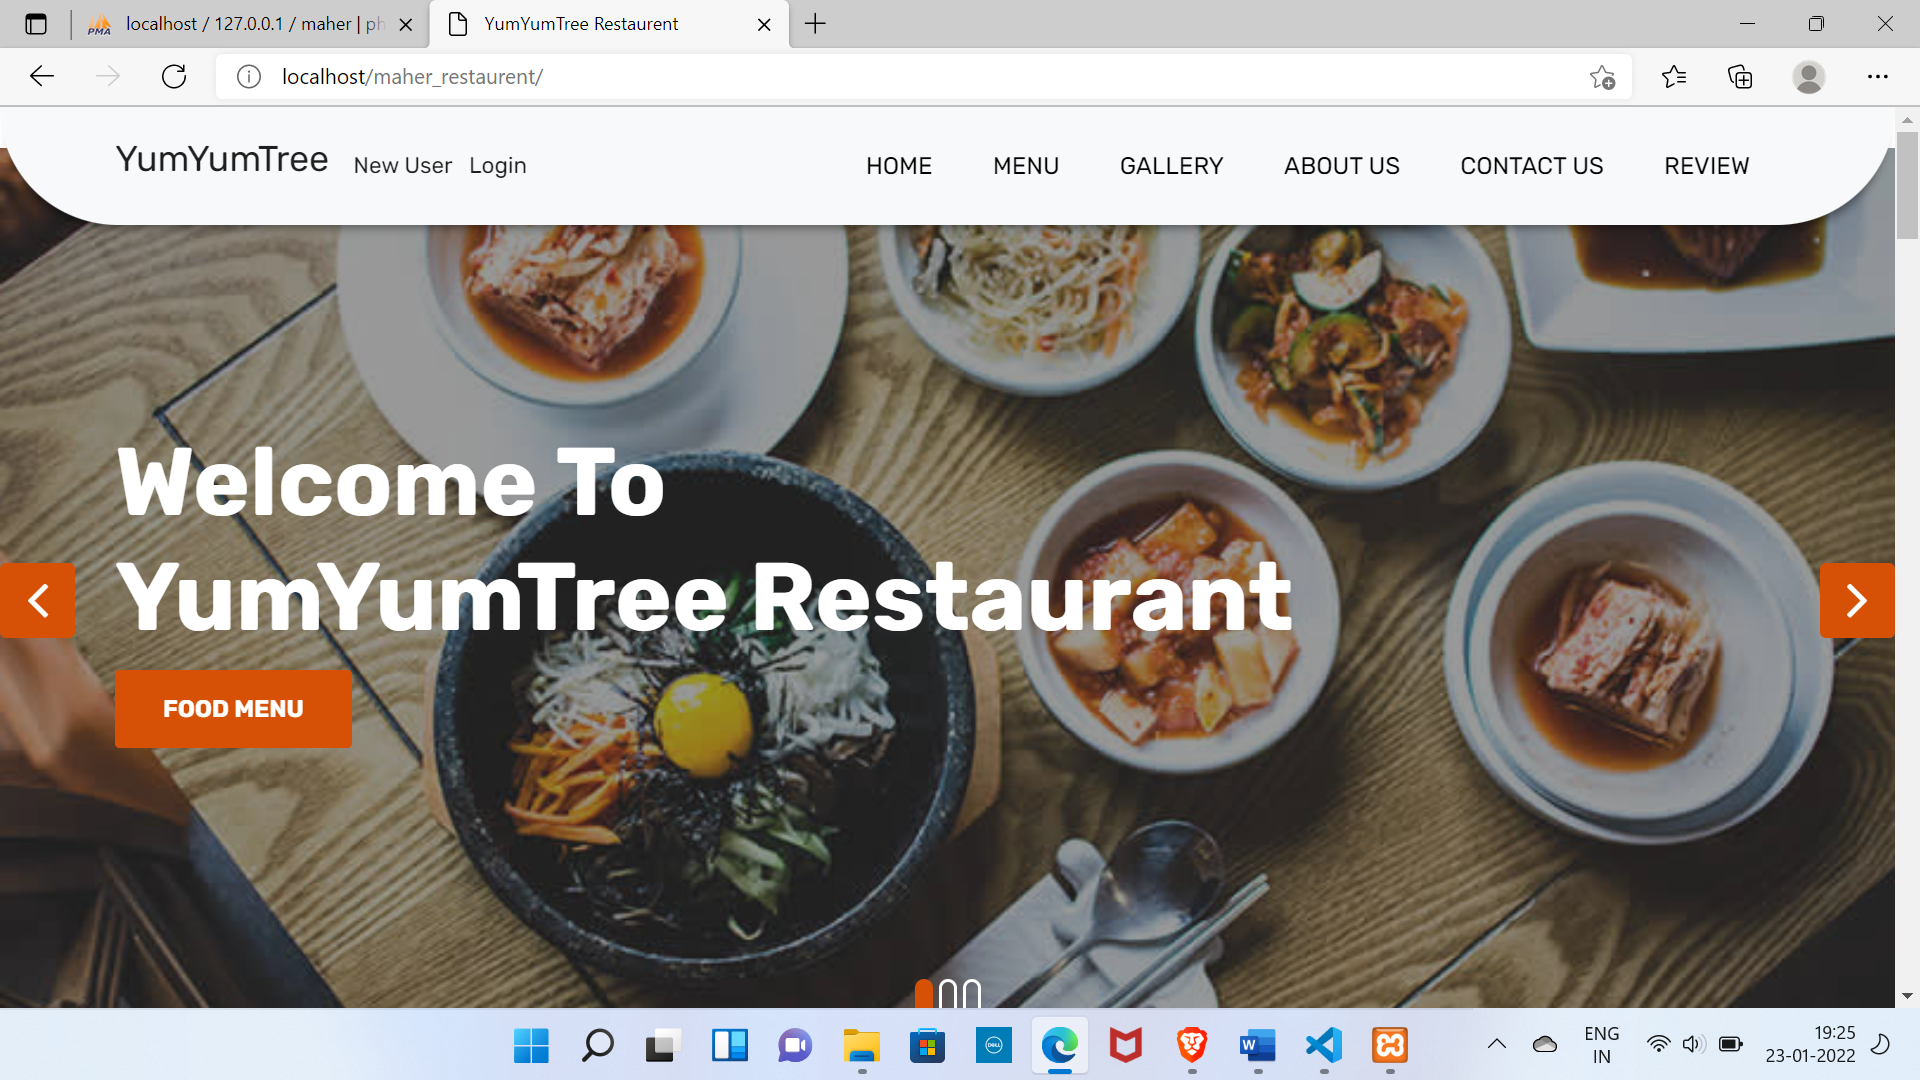 localhost / 127.0.0.1 / maher | ph
YumYumTree Restaurent
localhost/maher_restaurent/
YumYumTree New User Login HOME MENU GALLERY ABOUT US CONTACT US REVIEW
Welcome To
YumYumTree Restaurant
FOOD MENU
ENG
IN
19:25
23-01-2022